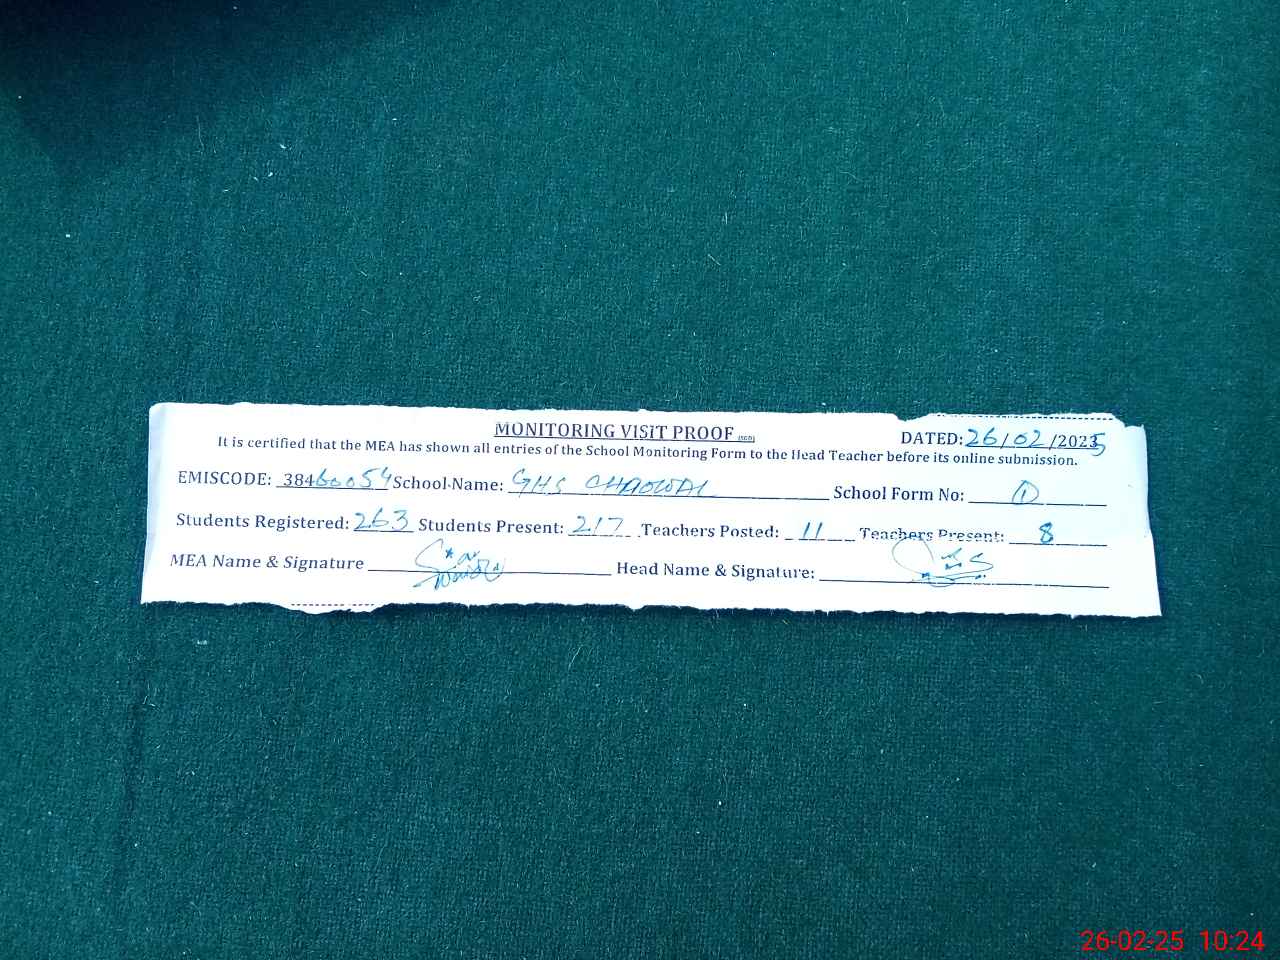 MONITORING VISIT PROOF (SGD)
DATED: 26/02/2025
It is certified that the MEA has shown all entries of the School Monitoring Form to the Head Teacher before its online submission.
EMISCODE: 38460054 School Name: GHS CHAOWAL School Form No: 1
Students Registered: 263 Students Present: 217 Teachers Posted: 11 Teachers Present: 8
MEA Name & Signature Head Name & Signature:
26-02-25 10:24